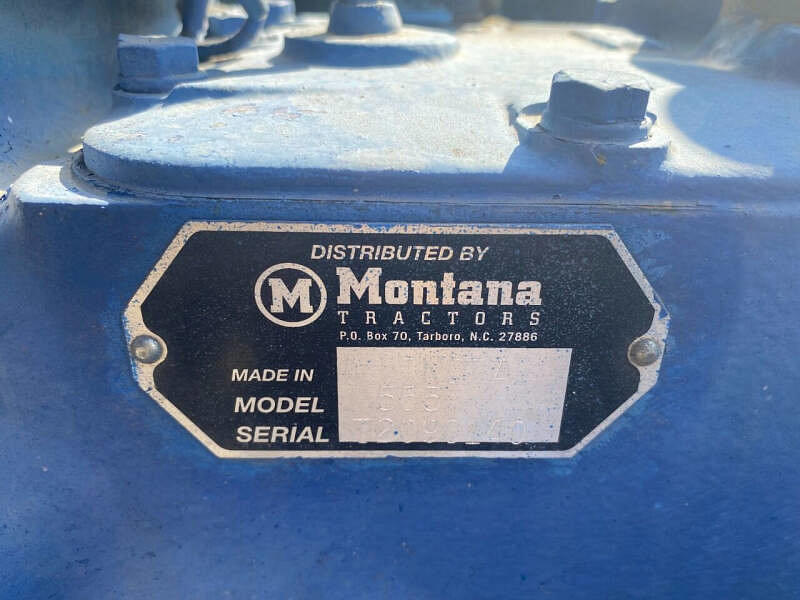 DISTRIBUTED BY
M Montana
TRACTORS
P.O. Box 70, Tarboro, N.C. 27886
MADE IN
MODEL
SERIAL